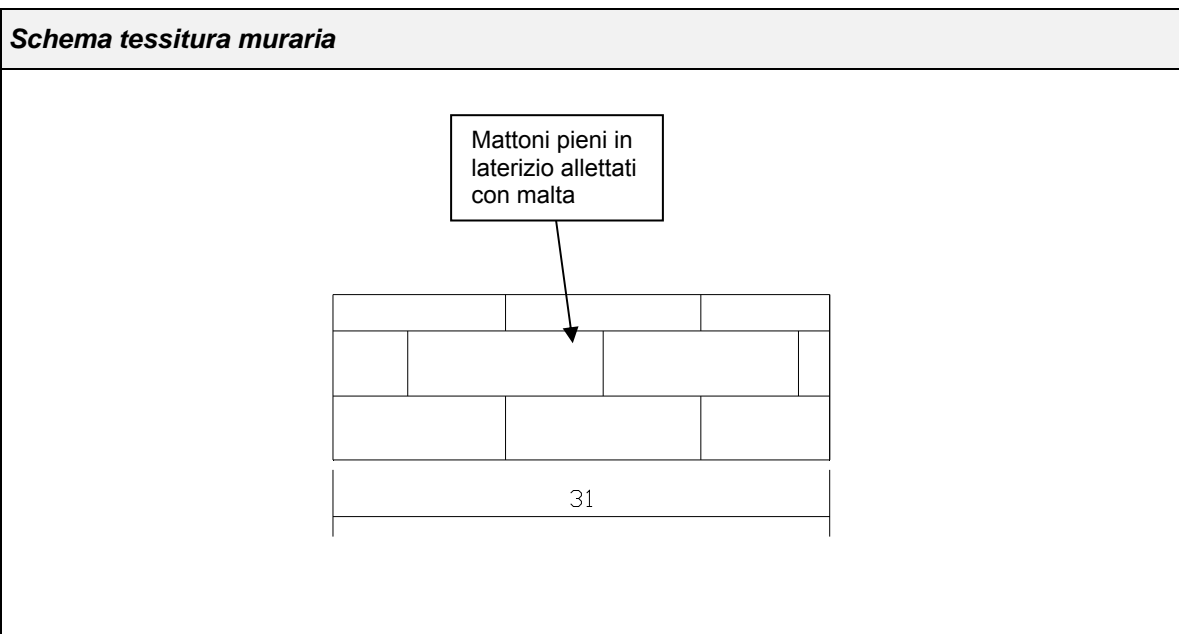 Schema tessitura muraria
Mattoni pieni in
laterizio allettati
con malta
31